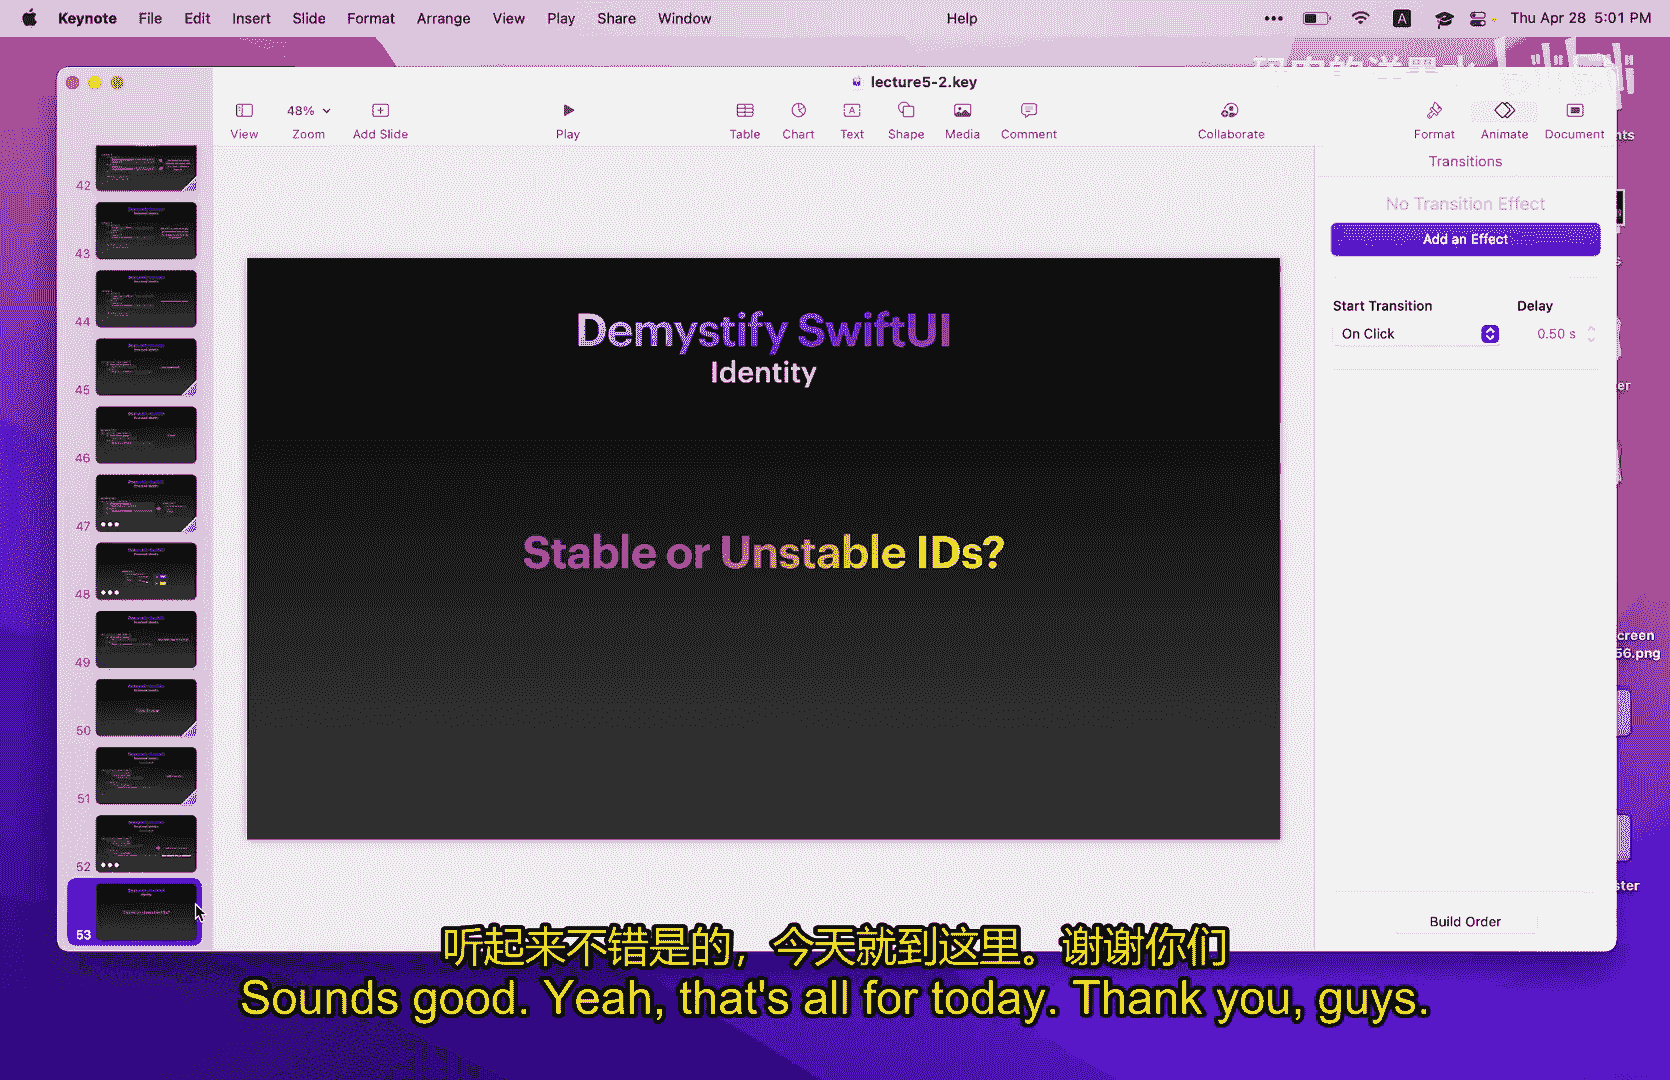 Keynote File Edit Insert Slide Format Arrange View Play Share Window Help A Thu Apr 28 5:01 PM
lecture5-2.key
48%
View Zoom Add Slide Play Table Chart Text Shape Media Comment Collaborate Format Animate Document
Transitions
No Transition Effect
Add an Effect
Start Transition Delay
On Click 0.50 s
Build Order
42
43
44
45
46
47
48
49
50
51
52
53
Demystify SwiftUI
Identity
Stable or Unstable IDs?
creen
56.png
听起来不错是的，今天就到这里。谢谢你们
Sounds good. Yeah, that's all for today. Thank you, guys.